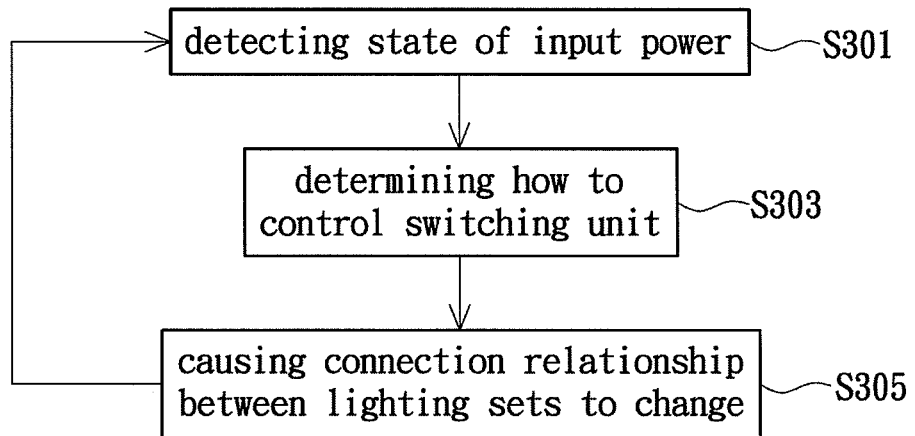 detecting state of input power
S301
determining how to
control switching unit
S303
causing connection relationship
between lighting sets to change
S305